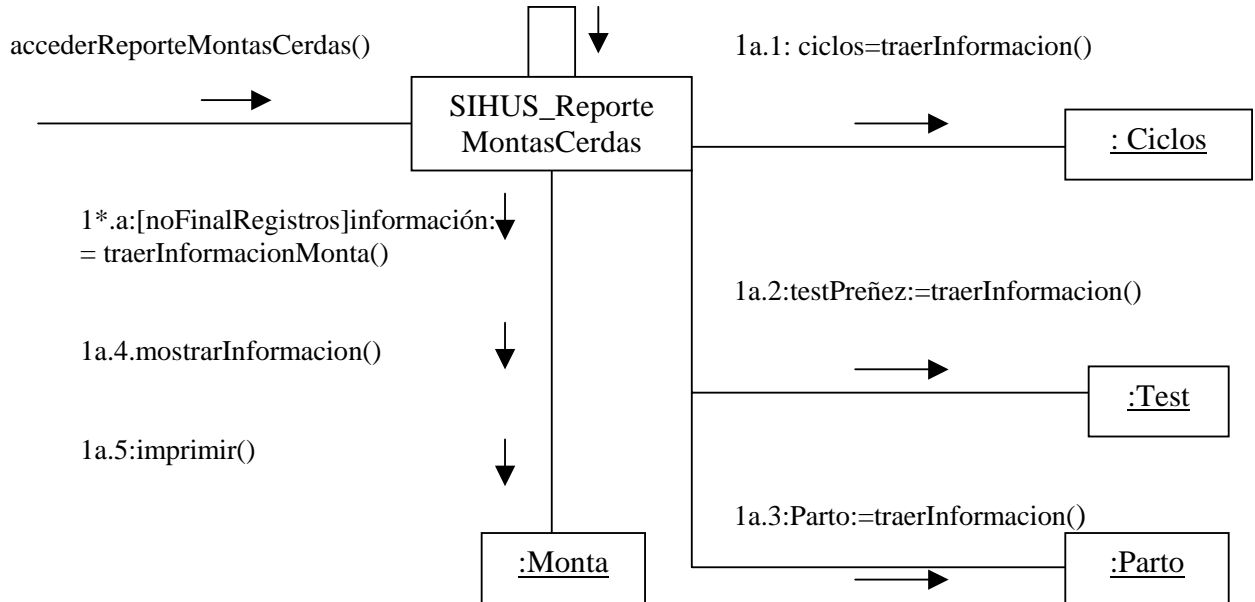 accederReporteMontasCerdas()
1a.1: ciclos=traerInformacion()
SIHUS_Reporte
MontasCerdas
: Ciclos
1*.a:[noFinalRegistros]información:
= traerInformacionMonta()
1a.2:testPreñez:=traerInformacion()
1a.4.mostrarInformacion()
:Test
1a.5:imprimir()
1a.3:Parto:=traerInformacion()
:Monta
:Parto